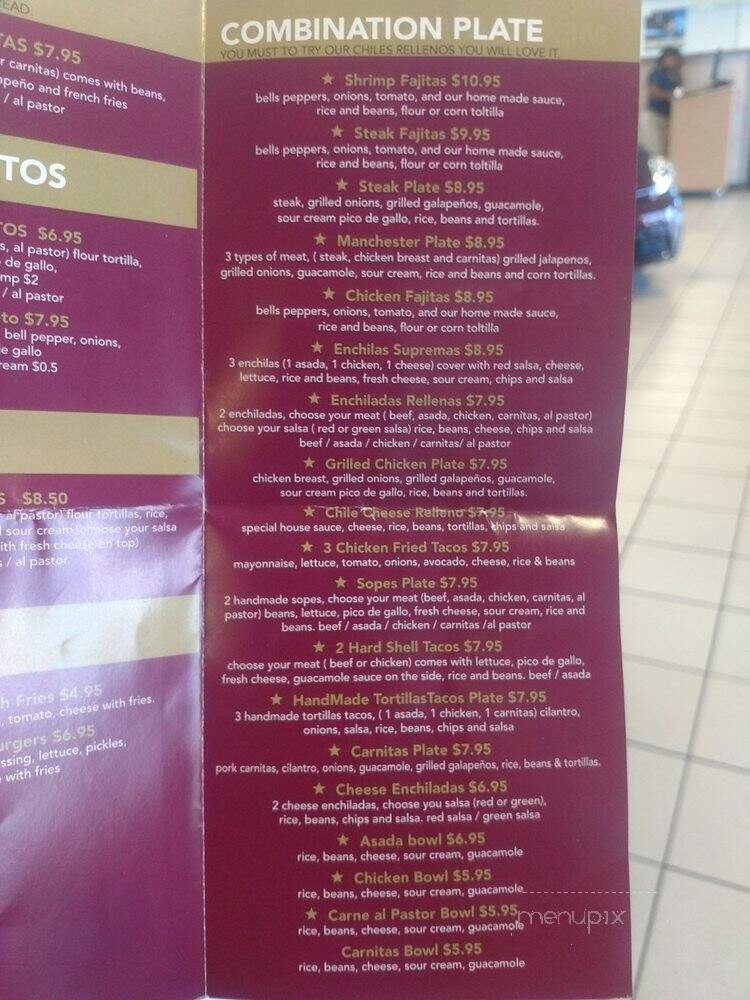 EAD.
TAS $7.95
r carnitas) comes with beans,
apeño and french fries
/ al pastor
TOS
TOS $6.95
s, al pastor) flour tortilla,
de gallo,
mp $2
/ al pastor
to $7.95
bell pepper, onions,
e gallo
ream $0.5
S $8.50
al pastor) flour tortillas, rice,
sour cream. choose your salsa
ith fresh cheese on top)
s / al pastor
h Fries $4.95
, tomato, cheese with fries.
urgers $6.95
ssing, lettuce, pickles,
with fries
COMBINATION PLATE
YOU MUST TO TRY OUR CHILES RELLENOS YOU WILL LOVE IT.
★ Shrimp Fajitas $10.95
bells peppers, onions, tomato, and our home made sauce,
rice and beans, flour or corn toltilla
★ Steak Fajitas $9.95
bells peppers, onions, tomato, and our home made sauce,
rice and beans, flour or corn toltilla
★ Steak Plate $8.95
steak, grilled onions, grilled galapeños, guacamole,
sour cream pico de gallo, rice, beans and tortillas.
★ Manchester Plate $8.95
3 types of meat, ( steak, chicken breast and carnitas) grilled jalapenos,
grilled onions, guacamole, sour cream, rice and beans and corn tortillas.
★ Chicken Fajitas $8.95
bells peppers, onions, tomato, and our home made sauce,
rice and beans, flour or corn toltilla
★ Enchilas Supremas $8.95
3 enchilas (1 asada, 1 chicken, 1 cheese) cover with red salsa, cheese,
lettuce, rice and beans, fresh cheese, sour cream, chips and salsa
★ Enchiladas Rellenas $7.95
2 enchiladas, choose your meat ( beef, asada, chicken, carnitas, al pastor)
choose your salsa ( red or green salsa) rice, beans, cheese, chips and salsa
beef / asada / chicken / carnitas/ al pastor
★ Grilled Chicken Plate $7.95
chicken breast, grilled onions, grilled galapeños, guacamole,
sour cream pico de gallo, rice, beans and tortillas.
★ Chile Cheese Relleno $7.95
special house sauce, cheese, rice, beans, tortillas, chips and salsa
★ 3 Chicken Fried Tacos $7.95
mayonnaise, lettuce, tomato, onions, avocado, cheese, rice & beans
★ Sopes Plate $7.95
2 handmade sopes, choose your meat (beef, asada, chicken, carnitas, al
pastor) beans, lettuce, pico de gallo, fresh cheese, sour cream, rice and
beans. beef / asada / chicken / carnitas /al pastor
★ 2 Hard Shell Tacos $7.95
choose your meat ( beef or chicken) comes with lettuce, pico de gallo,
fresh cheese, guacamole sauce on the side, rice and beans. beef / asada
★ HandMade TortillasTacos Plate $7.95
3 handmade tortillas tacos, ( 1 asada, 1 chicken, 1 carnitas) cilantro,
onions, salsa, rice, beans, chips and salsa
★ Carnitas Plate $7.95
pork carnitas, cilantro, onions, guacamole, grilled galapeños, rice, beans & tortillas.
★ Cheese Enchiladas $6.95
2 cheese enchiladas, choose you salsa (red or green),
rice, beans, chips and salsa. red salsa / green salsa
★ Asada bowl $6.95
rice, beans, cheese, sour cream, guacamole
★ Chicken Bowl $5.95
rice, beans, cheese, sour cream, guacamole
★ Carne al Pastor Bowl $5.95
rice, beans, cheese, sour cream, guacamole
Carnitas Bowl $5.95
rice, beans, cheese, sour cream, guacamole
menupix